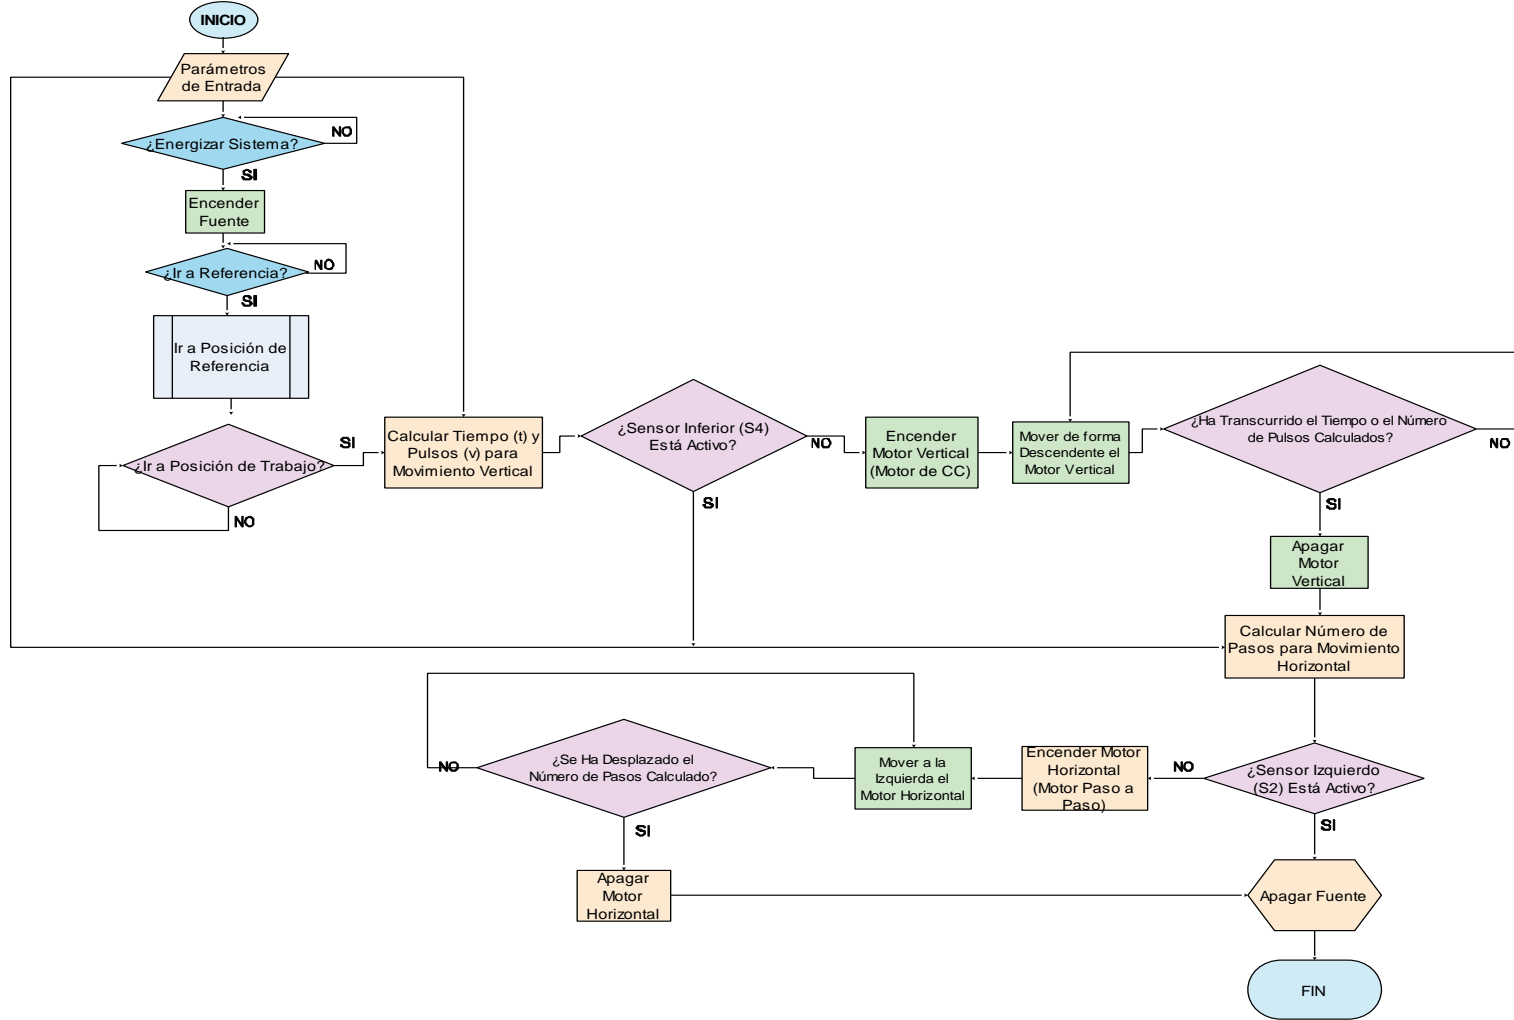 INICIO
Parámetros
de Entrada
¿Energizar Sistema?
NO
SI
Encender
Fuente
¿Ir a Referencia?
NO
SI
Ir a Posición de
Referencia
¿Ir a Posición de Trabajo?
SI
NO
Calcular Tiempo (t) y
Pulsos (v) para
Movimiento Vertical
¿Sensor Inferior (S4)
Está Activo?
NO
SI
Encender
Motor Vertical
(Motor de CC)
Mover de forma
Descendente el
Motor Vertical
¿Ha Transcurrido el Tiempo o el Número
de Pulsos Calculados?
NO
SI
Apagar
Motor
Vertical
Calcular Número de
Pasos para Movimiento
Horizontal
¿Sensor Izquierdo
(S2) Está Activo?
NO
SI
Encender Motor
Horizontal
(Motor Paso a
Paso)
Mover a la
Izquierda el
Motor Horizontal
¿Se Ha Desplazado el
Número de Pasos Calculado?
NO
SI
Apagar
Motor
Horizontal
Apagar Fuente
FIN